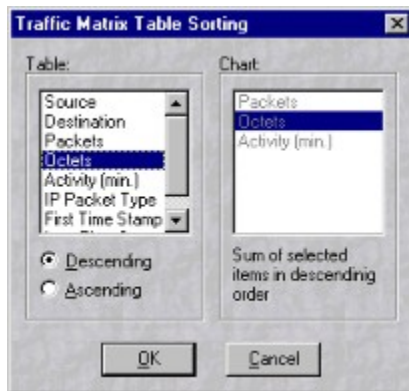 Traffic Matrix Table Sorting
Table:
Source
Destination
Packets
Octets
Activity (min.)
IP Packet Type
First Time Stamp
Descending
Ascending
Chart:
Packets
Octets
Activity (min.)
Sum of selected
items in descendinig
order
OK
Cancel